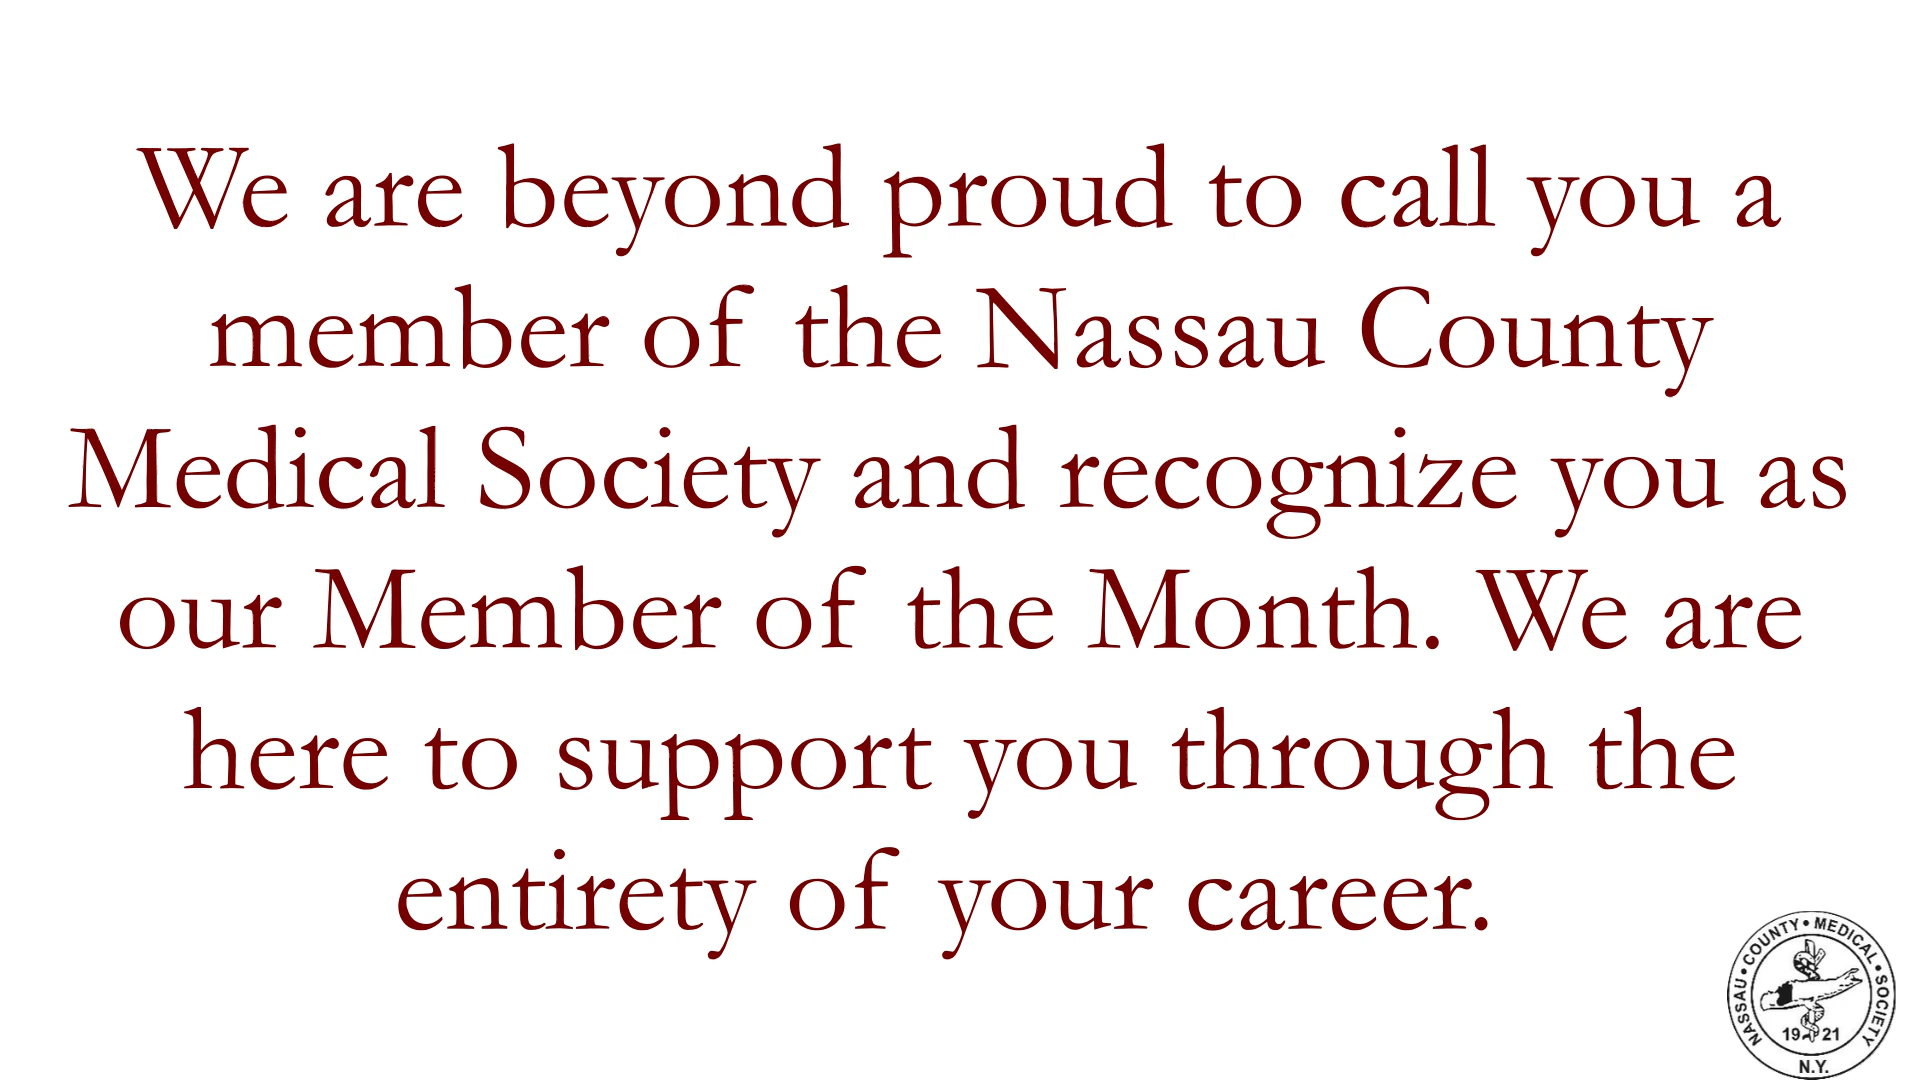 We are beyond proud to call you a
member of the Nassau County
Medical Society and recognize you as
our Member of the Month. We are
here to support you through the
entirety of your career.
NASSAU • COUNTY • MEDICAL • SOCIETY
19 21
N.Y.